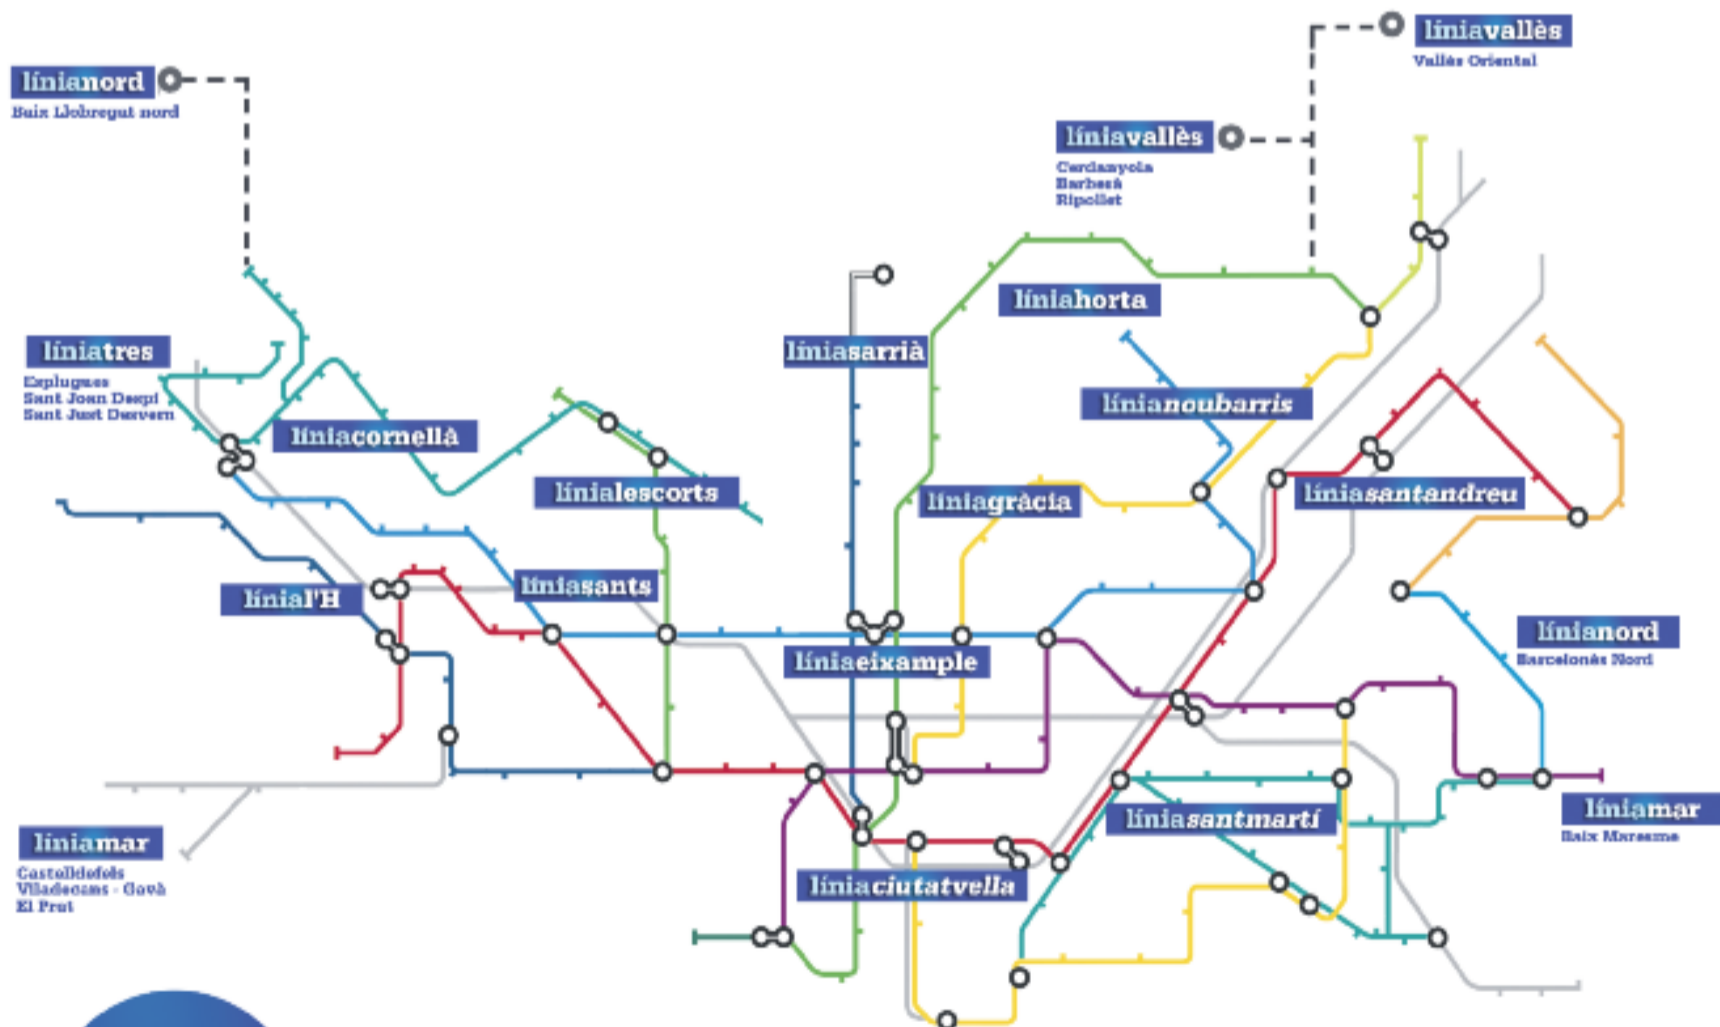 líniavallès
Vallès Oriental
línianord
Baix Llobregat nord
líniavallès
Cerdanyola
Barberà
Ripollet
líniahorta
líniatres
Esplugues
Sant Joan Despí
Sant Just Desvern
líniasarrià
línianoubarris
líniacornellà
línialescorts
líniagràcia
líniasantandreu
línial'H
líniasants
línianord
Barcelonès Nord
líniaeixample
líniamar
Baix Maresme
líniasantmartí
líniamar
Castelldefels
Viladecans - Gavà
El Prat
líniaciutatvella